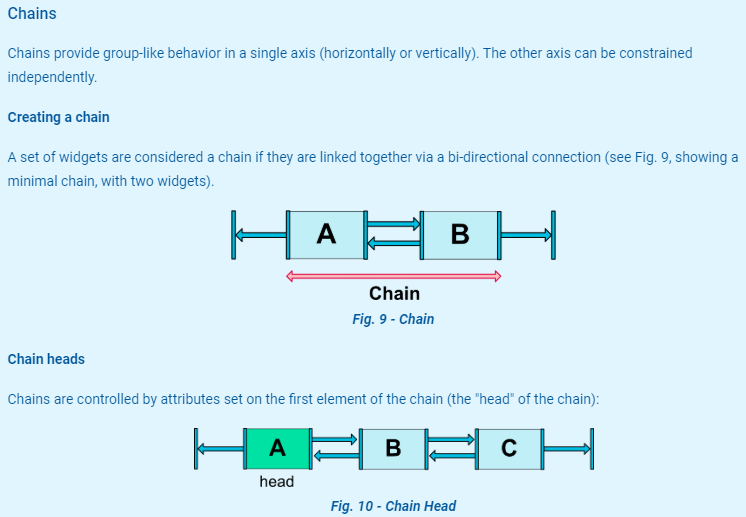 Chains
Chains provide group-like behavior in a single axis (horizontally or vertically). The other axis can be constrained
independently.
Creating a chain
A set of widgets are considered a chain if they are linked together via a bi-directional connection (see Fig. 9, showing a
minimal chain, with two widgets).
A B
Chain
Fig. 9 - Chain
Chain heads
Chains are controlled by attributes set on the first element of the chain (the "head" of the chain):
A B C
head
Fig. 10 - Chain Head